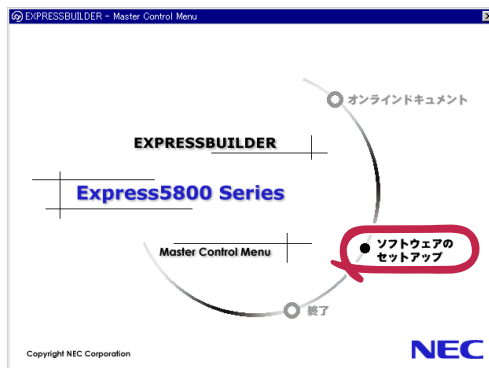 EXPRESSBUILDER - Master Control Menu
オンラインドキュメント
EXPRESSBUILDER
Express5800 Series
ソフトウェアの
セットアップ
Master Control Menu
終了
Copyright NEC Corporation
NEC